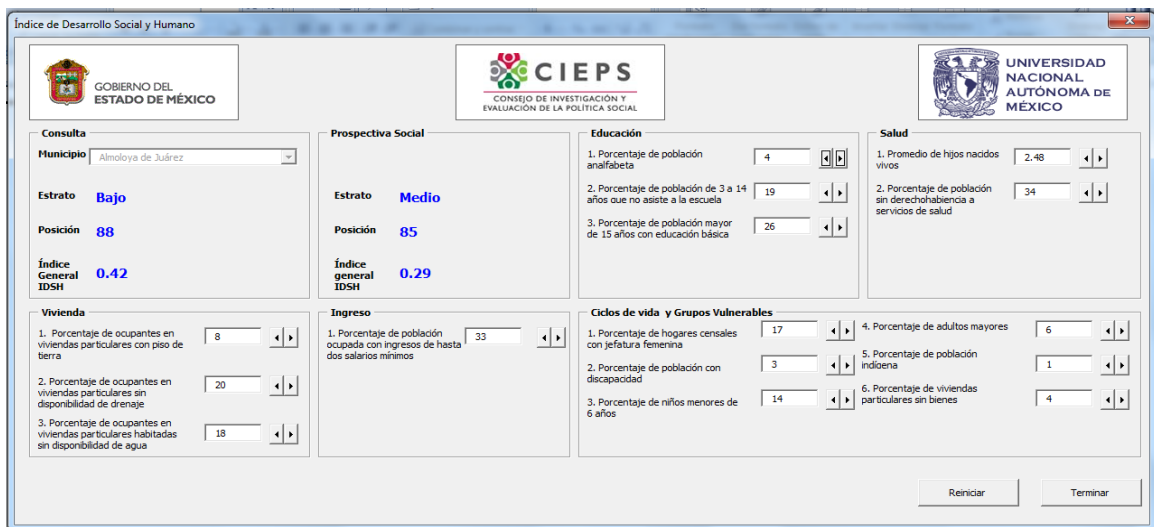 Índice de Desarrollo Social y Humano
x
GOBIERNO DEL
ESTADO DE MÉXICO
CIEPS
CONSEJO DE INVESTIGACIÓN Y
EVALUACIÓN DE LA POLÍTICA SOCIAL
UNIVERSIDAD
NACIONAL
AUTÓNOMA DE
MÉXICO
Consulta
Municipio Almoloya de Juárez
Estrato Bajo
Posición 88
Índice
General 0.42
IDSH
Prospectiva Social
Estrato Medio
Posición 85
Índice
general 0.29
IDSH
Educación
1. Porcentaje de población 4
analfabeta
2. Porcentaje de población de 3 a 14 19
años que no asiste a la escuela
3. Porcentaje de población mayor 26
de 15 años con educación básica
Salud
1. Promedio de hijos nacidos 2.48
vivos
2. Porcentaje de población 34
sin derechohabiencia a
servicios de salud
Vivienda
1. Porcentaje de ocupantes en 8
viviendas particulares con piso de
tierra
2. Porcentaje de ocupantes en 20
viviendas particulares sin
disponibilidad de drenaje
3. Porcentaje de ocupantes en
viviendas particulares habitadas 18
sin disponibilidad de agua
Ingreso
1. Porcentaje de población 33
ocupada con ingresos de hasta
dos salarios mínimos
Ciclos de vida y Grupos Vulnerables
1. Porcentaje de hogares censales 17
con jefatura femenina
2. Porcentaje de población con 3
discapacidad
3. Porcentaje de niños menores de 14
6 años
4. Porcentaje de adultos mayores 6
5. Porcentaje de población 1
indígena
6. Porcentaje de viviendas 4
particulares sin bienes
Reiniciar
Terminar